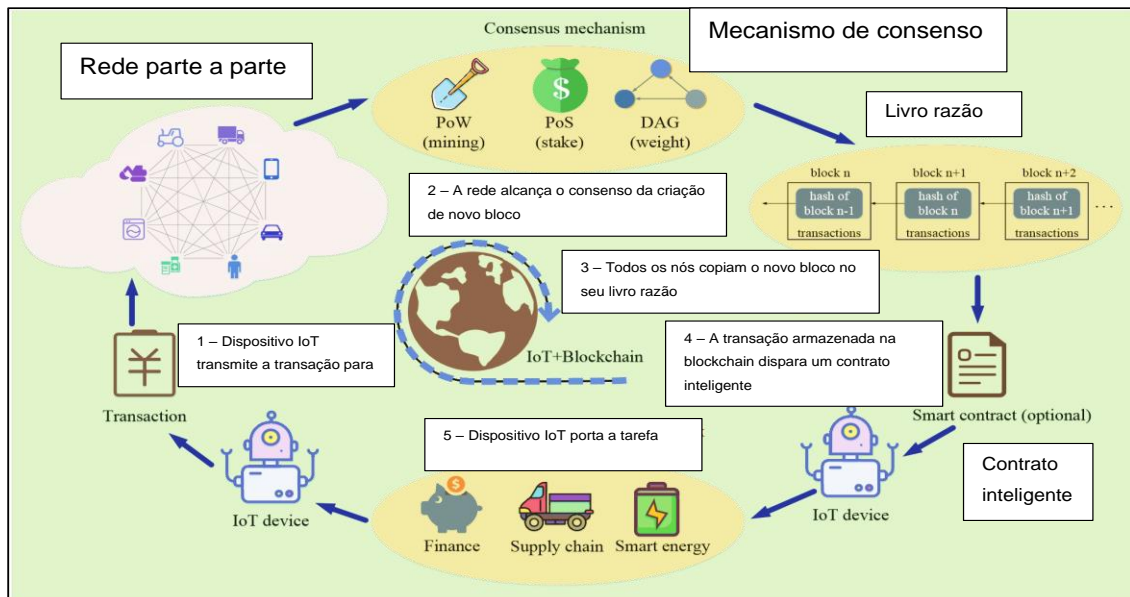 Consensus mechanism
Mecanismo de consenso
Rede parte a parte
PoW
(mining)
PoS
(stake)
DAG
(weight)
Livro razão
block n
block n+1
block n+2
hash of
block n-1
hash of
block n
hash of
block n+1
...
transactions
transactions
transactions
2 – A rede alcança o consenso da criação
de novo bloco
3 – Todos os nós copiam o novo bloco no
seu livro razão
1 – Dispositivo IoT
transmite a transação para
IoT+Blockchain
4 – A transação armazenada na
blockchain dispara um contrato
inteligente
Transaction
Smart contract (optional)
5 – Dispositivo IoT porta a tarefa
Contrato
inteligente
IoT device
IoT device
Finance
Supply chain
Smart energy